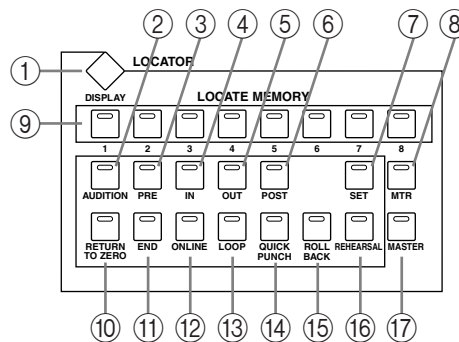 ② ③ ④ ⑤ ⑥ ⑦ ⑧
① LOCATOR
DISPLAY LOCATE MEMORY
⑨
1 2 3 4 5 6 7 8
AUDITION PRE IN OUT POST SET MTR
RETURN TO ZERO END ONLINE LOOP QUICK PUNCH ROLL BACK REHEARSAL MASTER
⑩ ⑪ ⑫ ⑬ ⑭ ⑮ ⑯ ⑰